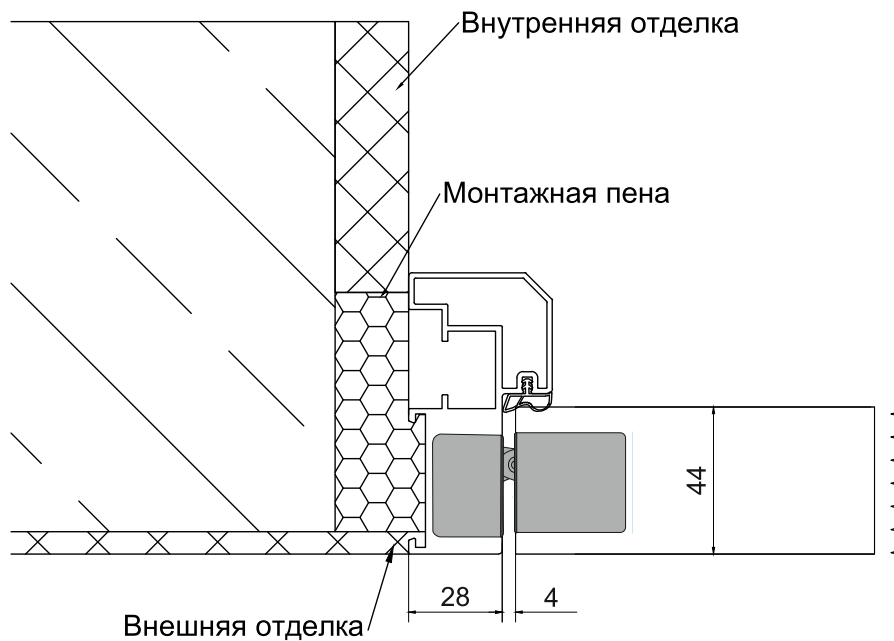 Внутренняя отделка
Монтажная пена
44
28
4
Внешняя отделка